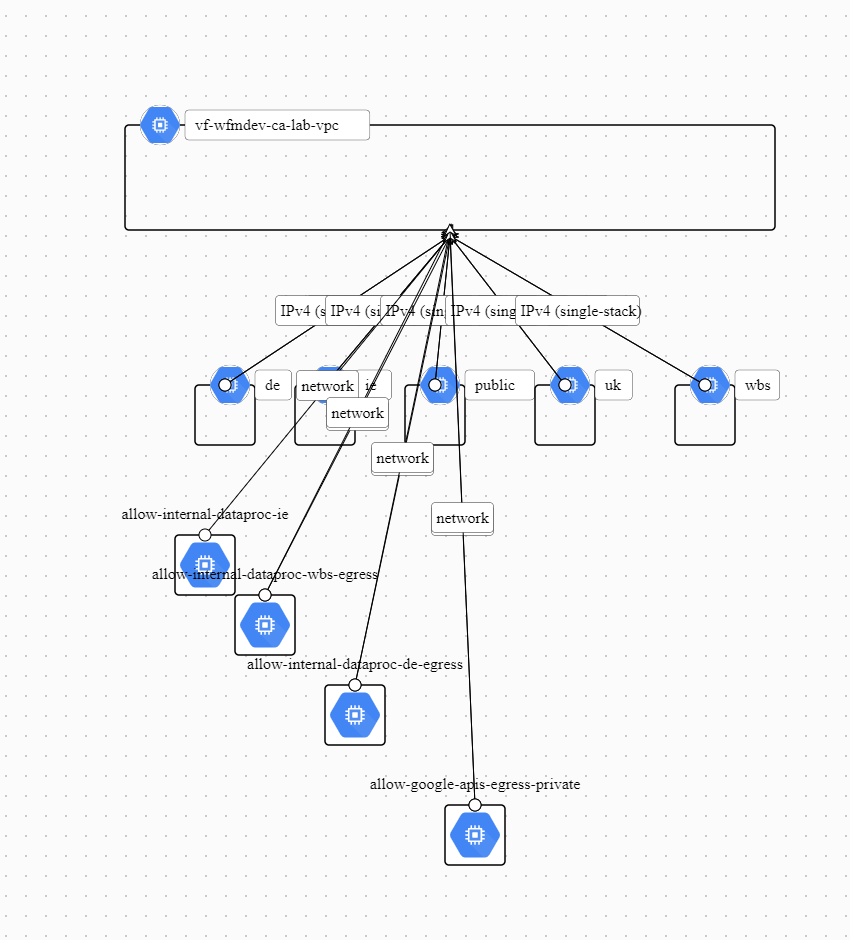 vf-wfmdev-ca-lab-vpc
IPv4 (s
IPv4 (si
IPv4 (sin
IPv4 (sing
IPv4 (single-stack)
de
network
ie
public
uk
wbs
network
network
network
allow-internal-dataproc-ie
allow-internal-dataproc-wbs-egress
allow-internal-dataproc-de-egress
allow-google-apis-egress-private